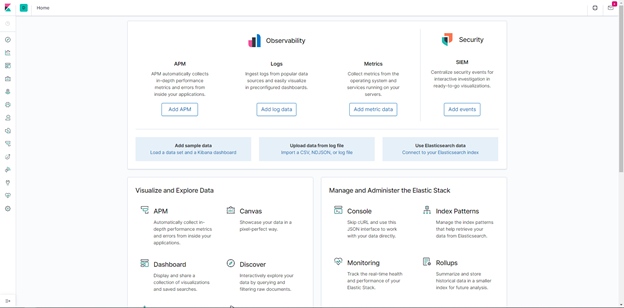 Home
Observability
Security
APM
Logs
Metrics
SIEM
APM automatically collects
in-depth performance
metrics and errors from
inside your applications.
Ingest logs from popular data
sources and easily visualize
in preconfigured dashboards.
Collect metrics from the
operating system and
services running on your
servers.
Centralize security events for
interactive investigation in
ready-to-go visualizations.
Add APM
Add log data
Add metric data
Add events
Add sample data
Load a data set and a Kibana dashboard
Upload data from log file
Import a CSV, NDJSON, or log file
Use Elasticsearch data
Connect to your Elasticsearch index
Visualize and Explore Data
APM
Automatically collect in-
depth performance metrics
and errors from inside your
applications.
Canvas
Showcase your data in a
pixel-perfect way.
Dashboard
Display and share a
collection of visualizations
and saved searches.
Discover
Interactively explore your
data by querying and
filtering raw documents.
Manage and Administer the Elastic Stack
Console
Skip cURL and use this
JSON interface to work
with your data directly.
Index Patterns
Manage the index patterns
that help retrieve your
data from Elasticsearch.
Monitoring
Track the real-time health
and performance of your
Elastic Stack.
Rollups
Summarize and store
historical data in a smaller
index for future analysis.